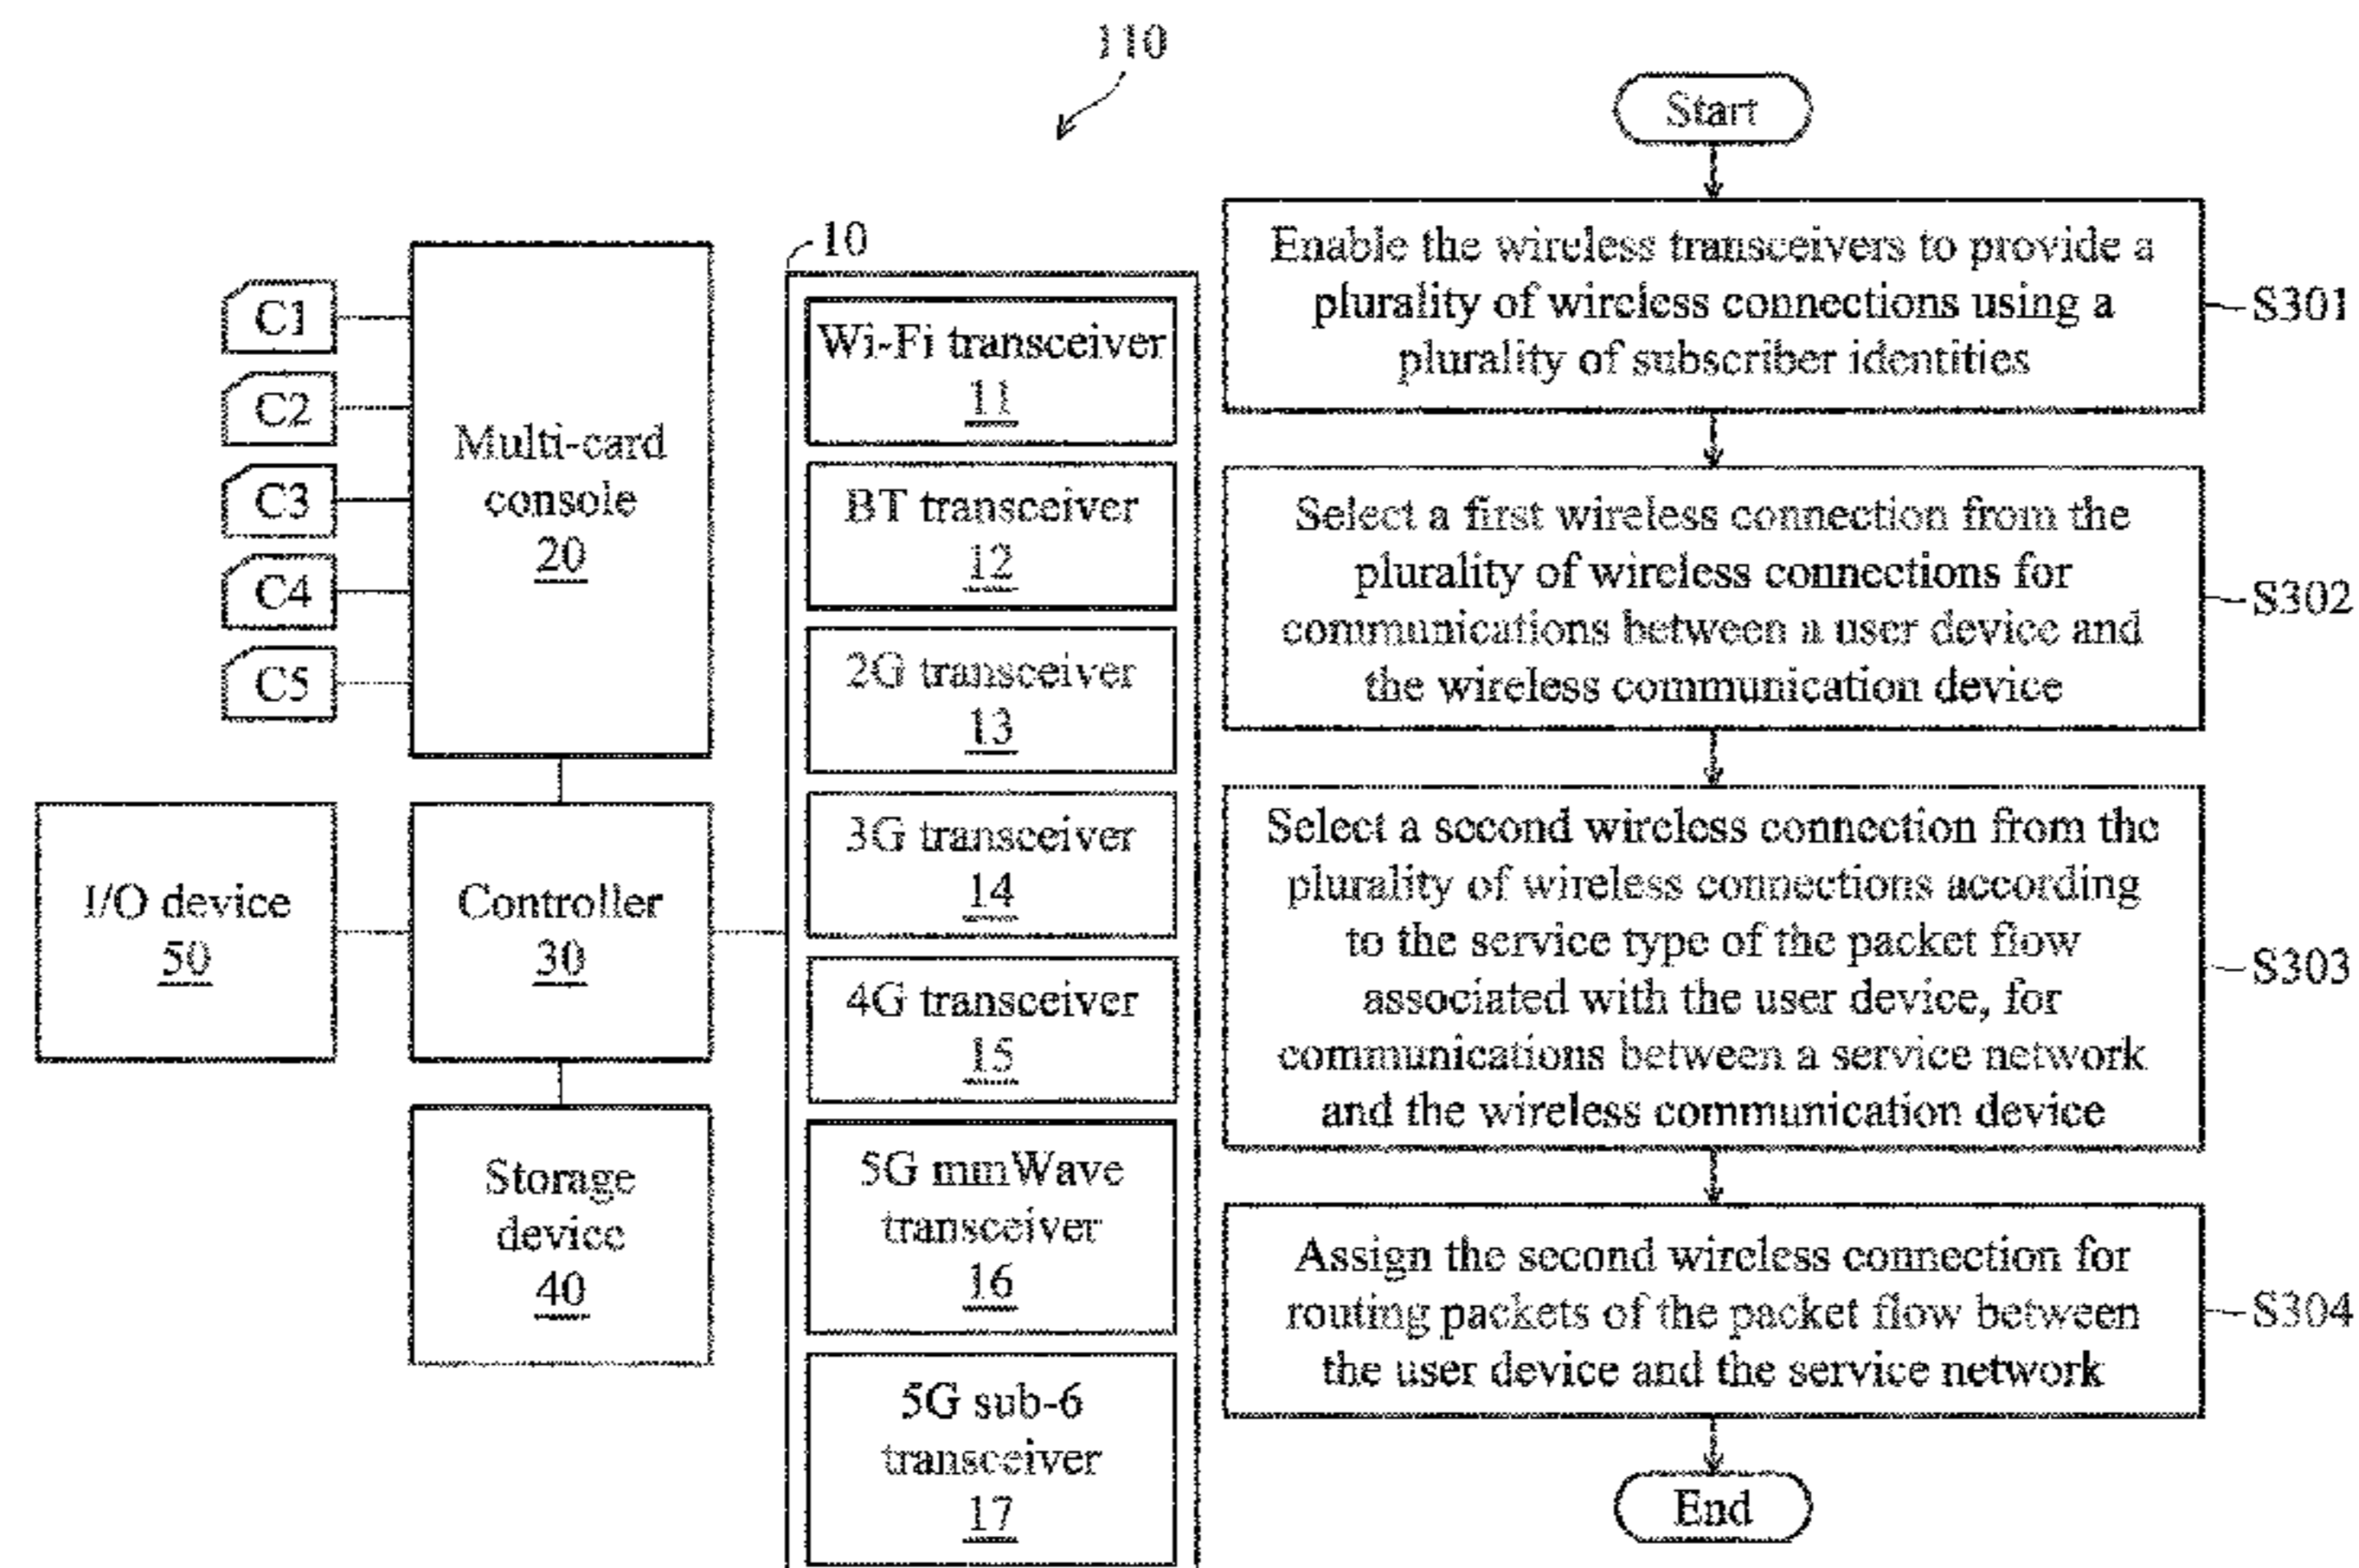 110
10
C1
C2
C3
C4
C5
Multi-card
console
20
I/O device
50
Controller
30
Storage
device
40
Wi-Fi transceiver
11
BT transceiver
12
2G transceiver
13
3G transceiver
14
4G transceiver
15
5G mmWave
transceiver
16
5G sub-6
transceiver
17
Start
Enable the wireless transceivers to provide a
plurality of wireless connections using a
plurality of subscriber identities
S301
Select a first wireless connection from the
plurality of wireless connections for
communications between a user device and
the wireless communication device
S302
Select a second wireless connection from the
plurality of wireless connections according
to the service type of the packet flow
associated with the user device, for
communications between a service network
and the wireless communication device
S303
Assign the second wireless connection for
routing packets of the packet flow between
the user device and the service network
S304
End